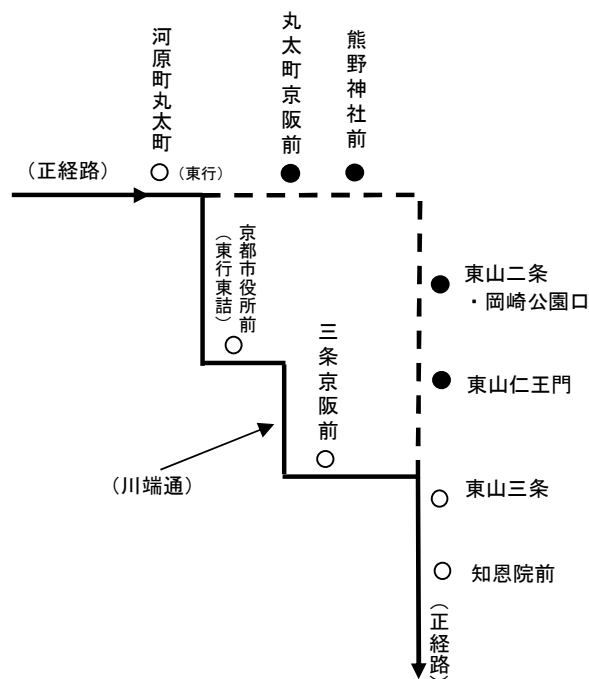 河原町丸太町
丸太町京阪前
熊野神社前
（正経路）
（東行）
京都市役所前
（東行東詰）
東山二条
・岡崎公園口
三条京阪前
東山仁王門
（川端通）
東山三条
知恩院前
（正経路）